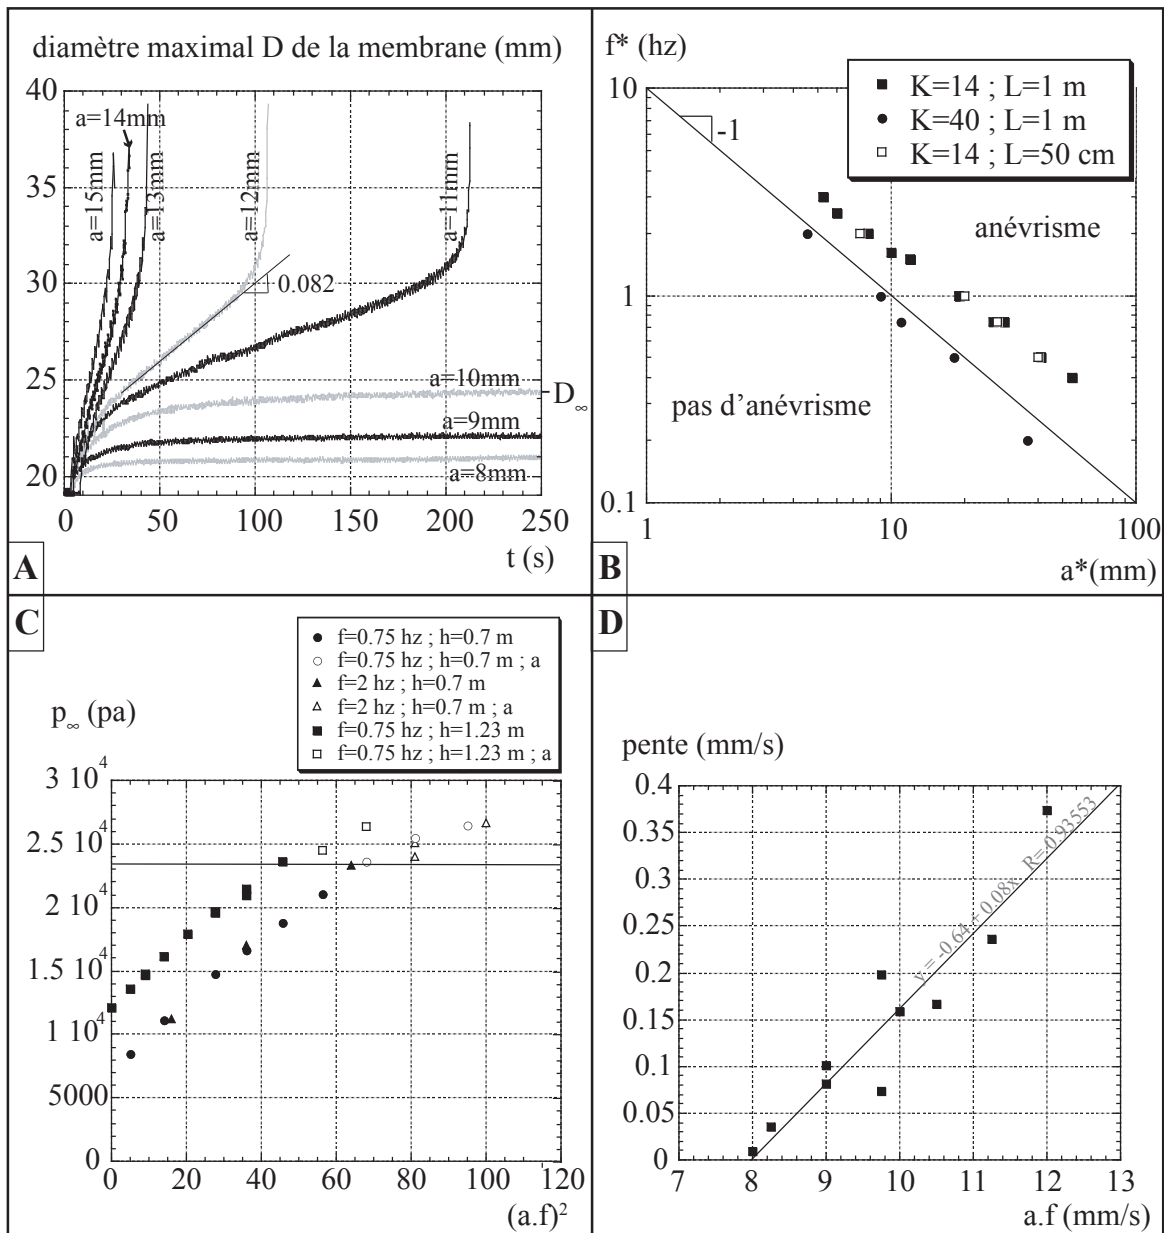 diamètre maximal D de la membrane (mm)
40
35
30
25
20
a=15mm
a=14mm
a=13mm
a=12mm
a=11mm
0.082
a=10mm
D∞
a=9mm
a=8mm
0 50 100 150 200 250
t (s)
A
f* (hz)
K=14 ; L=1 m
K=40 ; L=1 m
K=14 ; L=50 cm
10
1
0.1
-1
anévrisme
pas d'anévrisme
1 10 100
a*(mm)
B
C
f=0.75 hz ; h=0.7 m
f=0.75 hz ; h=0.7 m ; a
f=2 hz ; h=0.7 m
f=2 hz ; h=0.7 m ; a
f=0.75 hz ; h=1.23 m
f=0.75 hz ; h=1.23 m ; a
p∞ (pa)
3 10⁴
2.5 10⁴
2 10⁴
1.5 10⁴
1 10⁴
5000
0
0 20 40 60 80 100 120
(a.f)²
D
pente (mm/s)
0.4
0.35
0.3
0.25
0.2
0.15
0.1
0.05
0
y = -0.64 + 0.08x R= 0.93553
7 8 9 10 11 12 13
a.f (mm/s)